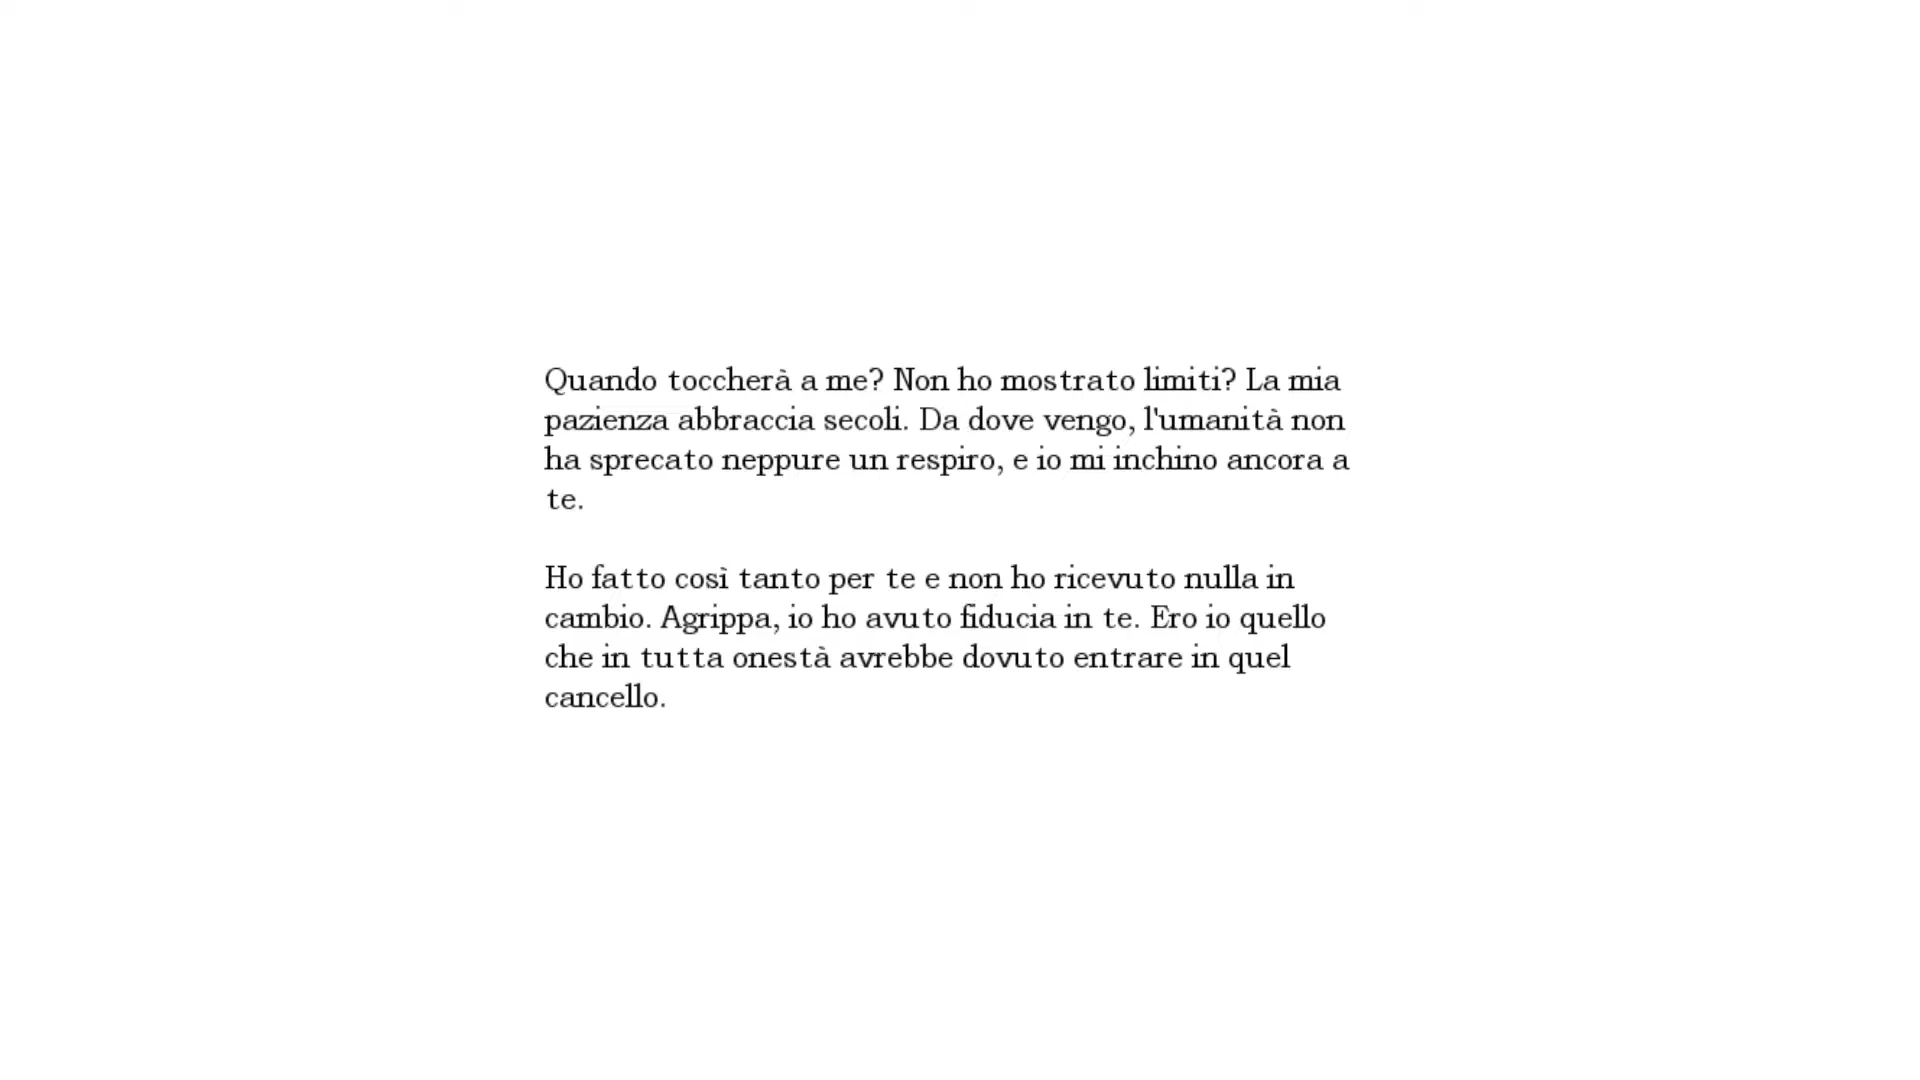 Quando toccherà a me? Non ho mostrato limiti? La mia
pazienza abbraccia secoli. Da dove vengo, l'umanità non
ha sprecato neppure un respiro, e io mi inchino ancora a
te.
Ho fatto così tanto per te e non ho ricevuto nulla in
cambio. Agrippa, io ho avuto fiducia in te. Ero io quello
che in tutta onestà avrebbe dovuto entrare in quel
cancello.